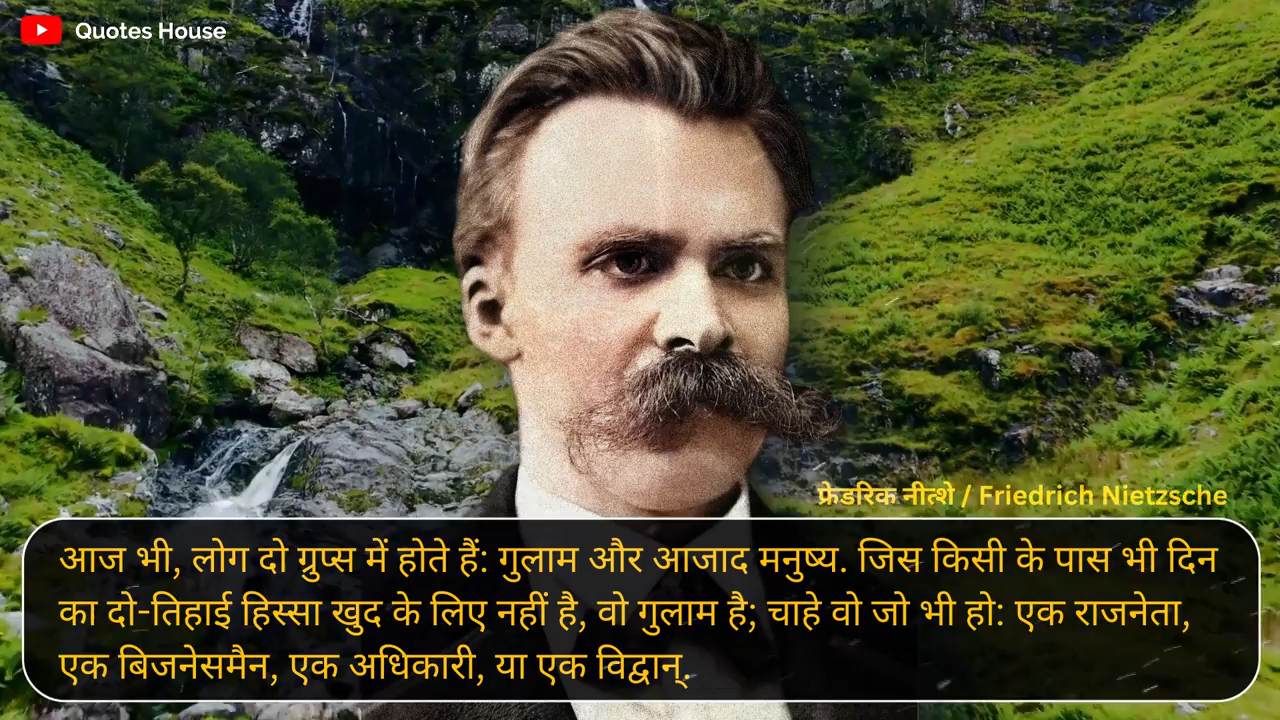 Quotes House
फ्रेडरिक नीत्शे / Friedrich Nietzsche
आज भी, लोग दो ग्रुप्स में होते हैं: गुलाम और आजाद मनुष्य. जिस किसी के पास भी दिन
का दो-तिहाई हिस्सा खुद के लिए नहीं है, वो गुलाम है; चाहे वो जो भी हो: एक राजनेता,
एक बिजनेसमैन, एक अधिकारी, या एक विद्वान्.